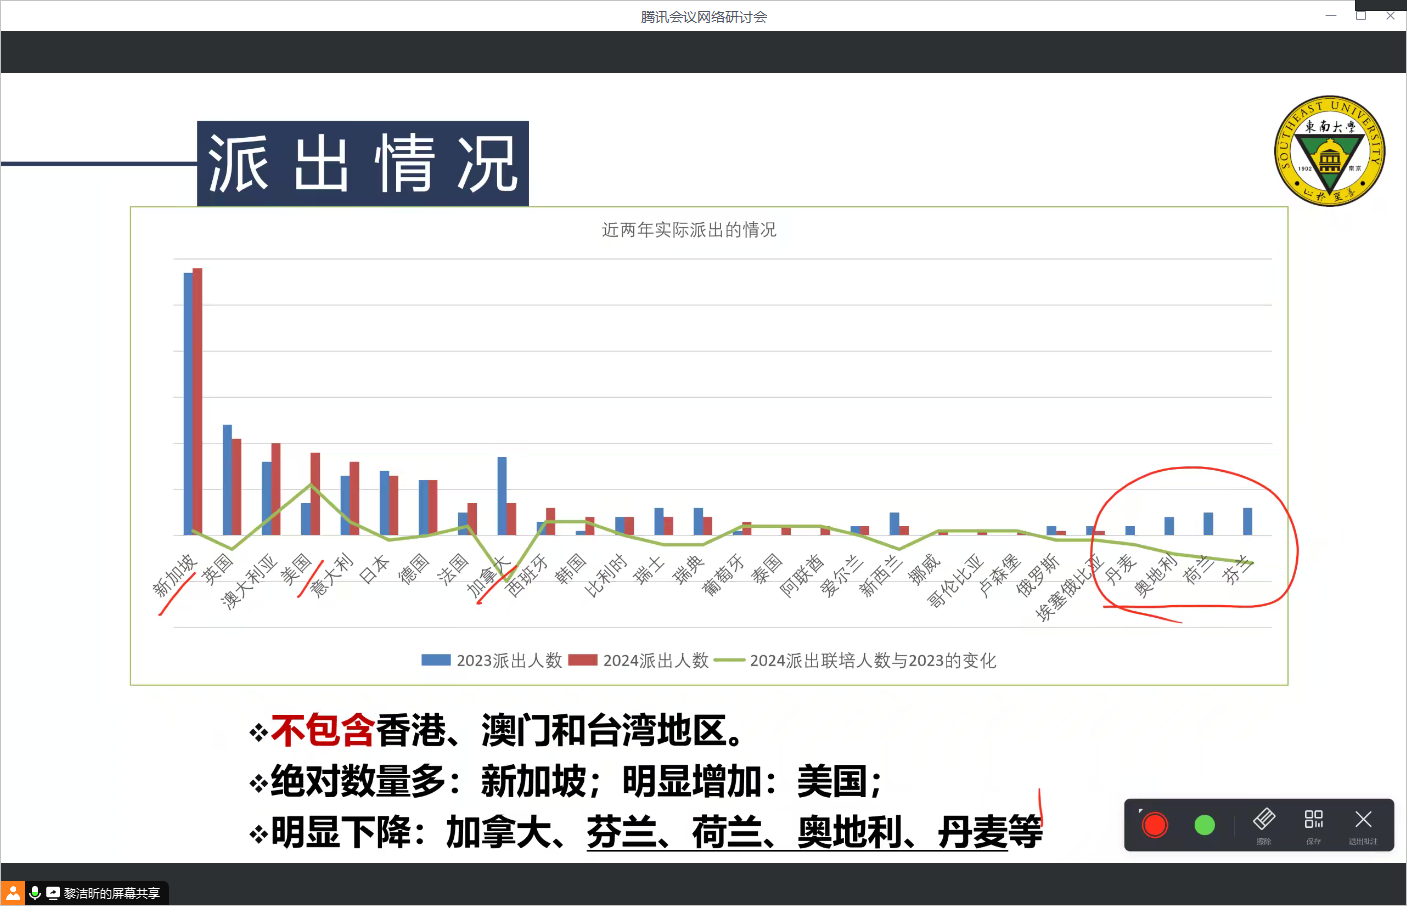 腾讯会议网络研讨会
派出情况
SOUTHEAST UNIVERSITY
東南大學
1902 南京
近两年实际派出的情况
新加坡 英国 澳大利亚 美国 意大利 日本 德国 法国 加拿大 西班牙 韩国 比利时 瑞士 瑞典 葡萄牙 泰国 阿联酋 爱尔兰 新西兰 挪威 哥伦比亚 卢森堡 俄罗斯 埃塞俄比亚 丹麦 奥地利 荷兰 芬兰
2023派出人数 2024派出人数 2024派出联培人数与2023的变化
❖不包含香港、澳门和台湾地区。
❖绝对数量多：新加坡；明显增加：美国；
❖明显下降：加拿大、芬兰、荷兰、奥地利、丹麦等
擦除 保存 退出批注
黎洁昕的屏幕共享